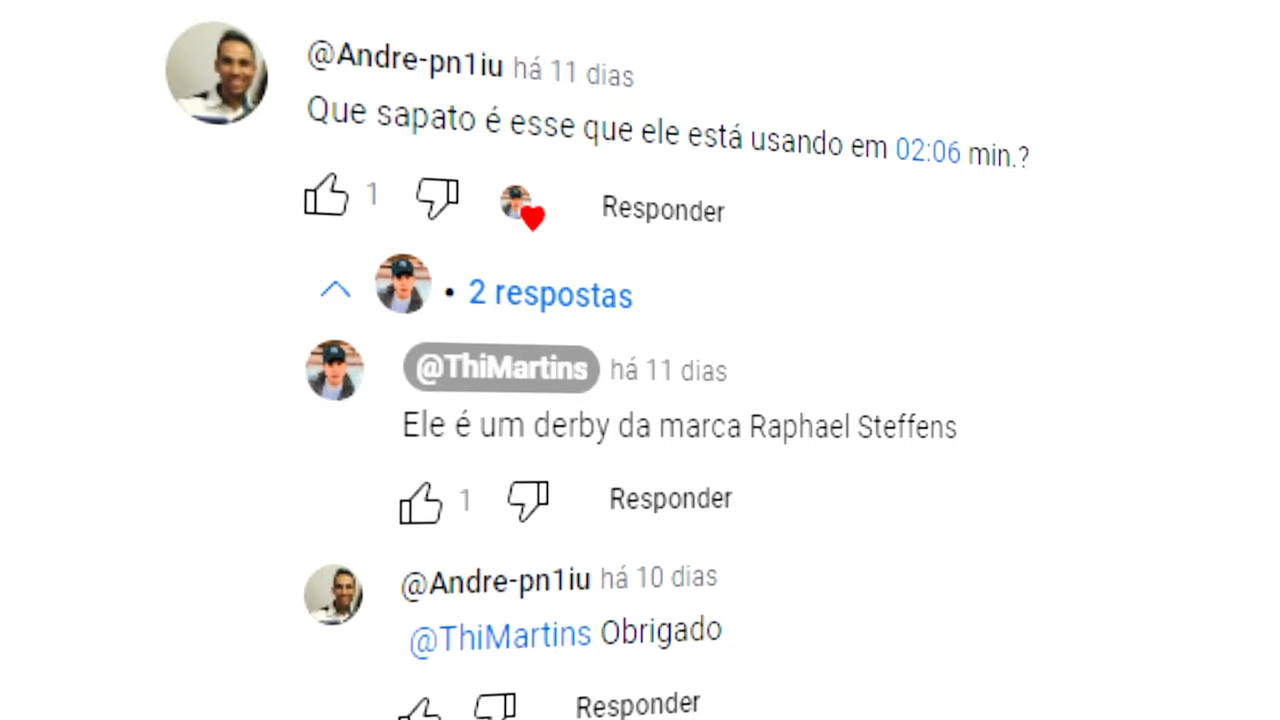 @Andre-pn1iu há 11 dias
Que sapato é esse que ele está usando em 02:06 min.?
1 Responder
• 2 respostas
@ThiMartins há 11 dias
Ele é um derby da marca Raphael Steffens
1 Responder
@Andre-pn1iu há 10 dias
@ThiMartins Obrigado
Responder